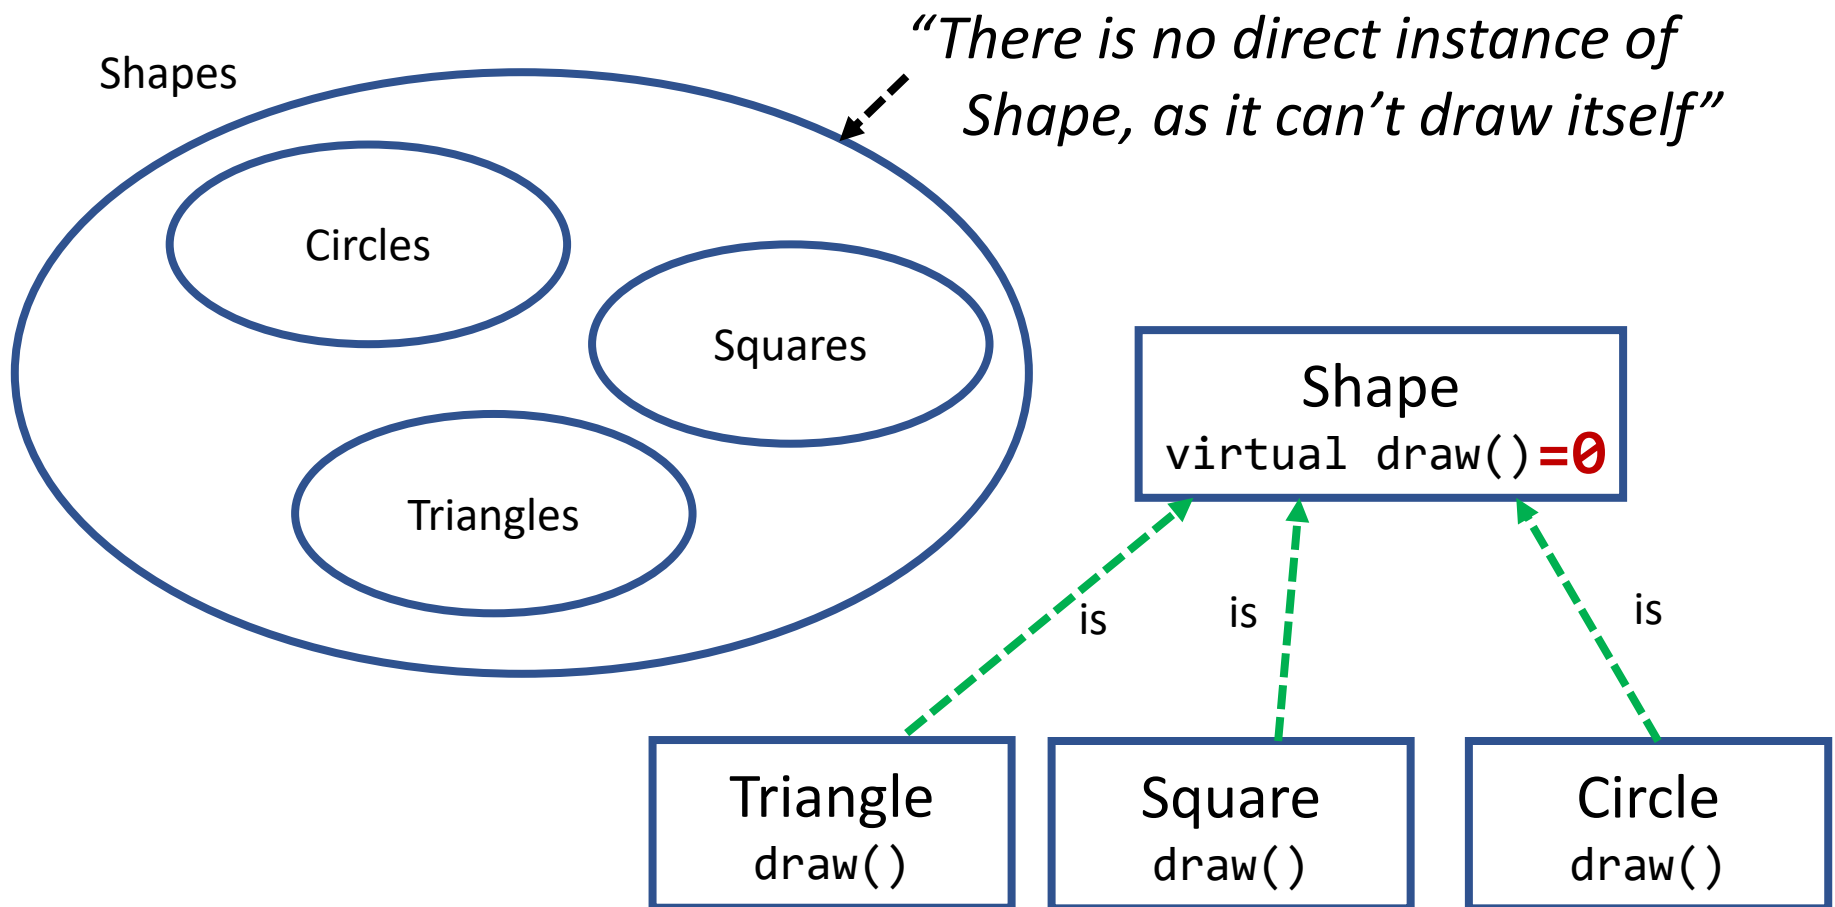 “There is no direct instance of
Shape, as it can’t draw itself”
Shapes
Circles
Squares
Triangles
Shape
virtual draw()=0
is
is
is
Triangle
draw()
Square
draw()
Circle
draw()